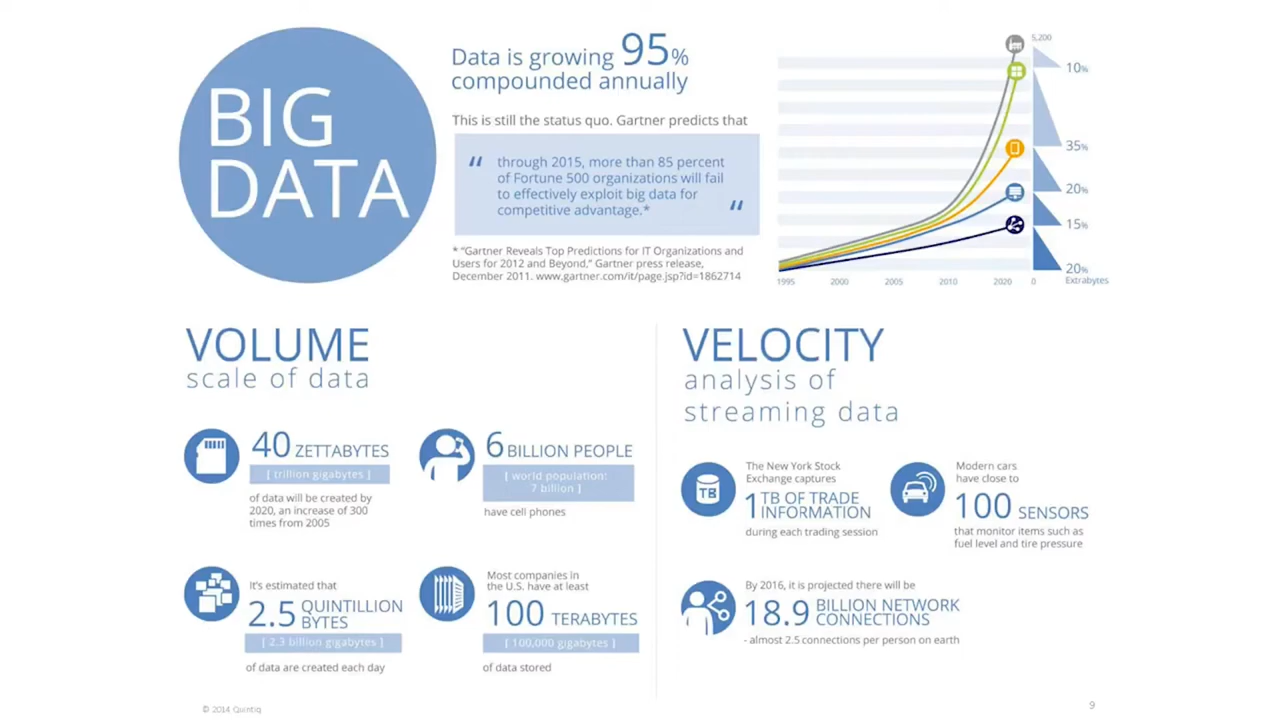 BIG
DATA
Data is growing 95%
compounded annually
This is still the status quo. Gartner predicts that
“ through 2015, more than 85 percent
of Fortune 500 organizations will fail
to effectively exploit big data for
competitive advantage.* “
* “Gartner Reveals Top Predictions for IT Organizations and
Users for 2012 and Beyond,” Gartner press release,
December 2011. www.gartner.com/it/page.jsp?id=1862714
5,200
10%
35%
20%
15%
20%
1995 2000 2005 2010 2020 0 Extrabytes
VOLUME
scale of data
40 ZETTABYTES
[ trillion gigabytes ]
of data will be created by
2020, an increase of 300
times from 2005
6 BILLION PEOPLE
[ world population:
7 billion ]
have cell phones
It's estimated that
2.5 QUINTILLION
BYTES
[ 2.3 billion gigabytes ]
of data are created each day
Most companies in
the U.S. have at least
100 TERABYTES
[ 100,000 gigabytes ]
of data stored
VELOCITY
analysis of
streaming data
TB
The New York Stock
Exchange captures
1 TB OF TRADE
INFORMATION
during each trading session
Modern cars
have close to
100 SENSORS
that monitor items such as
fuel level and tire pressure
By 2016, it is projected there will be
18.9 BILLION NETWORK
CONNECTIONS
- almost 2.5 connections per person on earth
© 2014 Quintiq
9